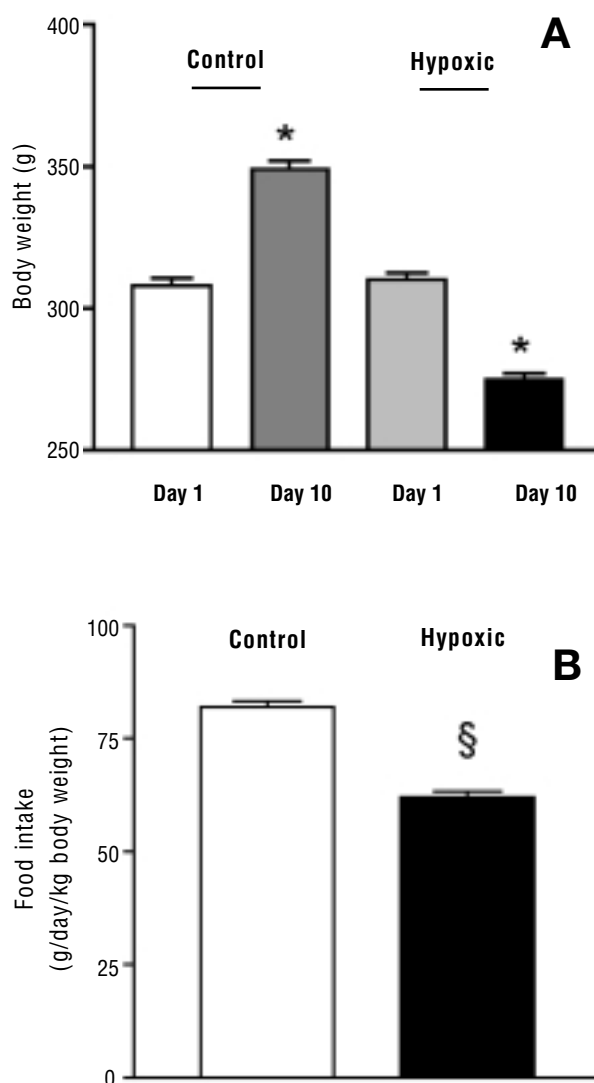 A
Control Hypoxic
400
350
300
250
Body weight (g)
*
*
Day 1 Day 10 Day 1 Day 10
B
Control Hypoxic
100
75
50
25
0
Food intake
(g/day/kg body weight)
§